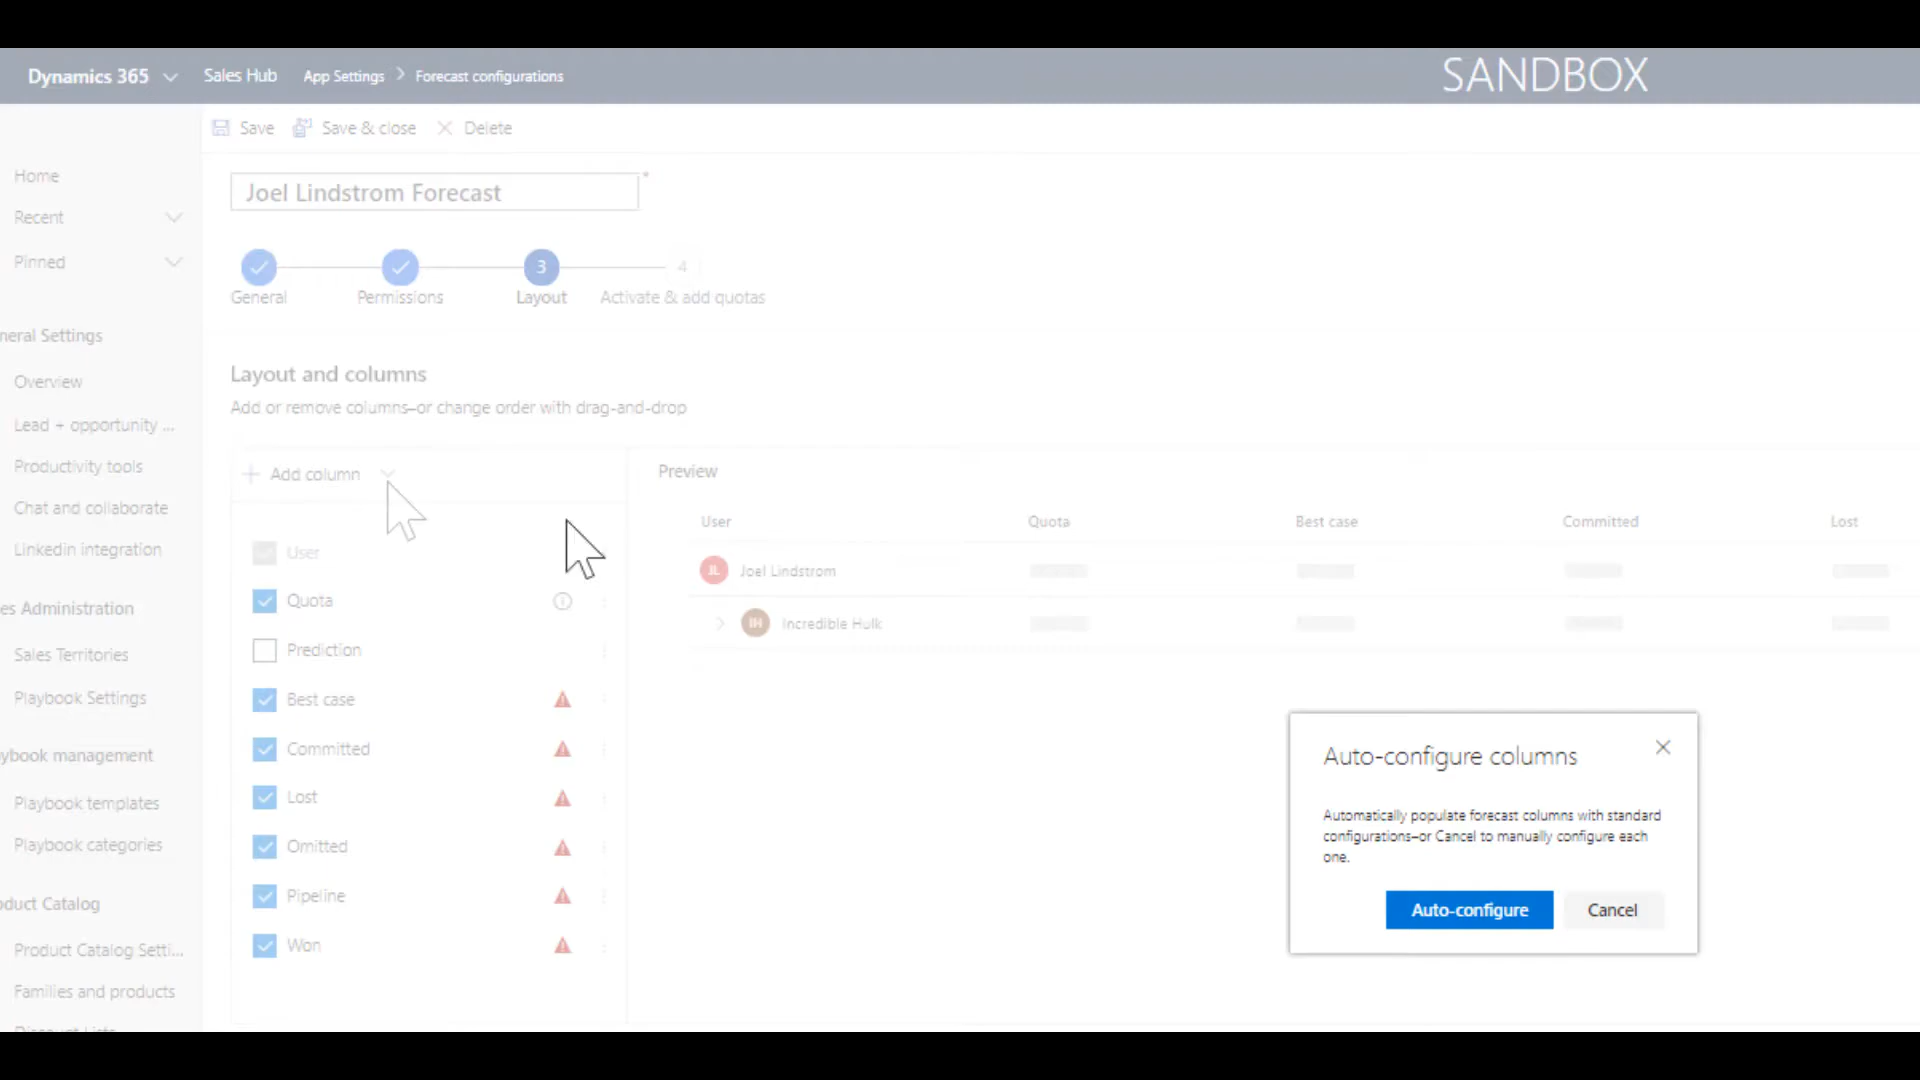 Dynamics 365
Sales Hub
App Settings
Forecast configurations
SANDBOX
Save
Save & close
Delete
Home
Recent
Pinned
neral Settings
Overview
Lead + opportunity ...
Productivity tools
Chat and collaborate
Linkedin integration
es Administration
Sales Territories
Playbook Settings
ybook management
Playbook templates
Playbook categories
oduct Catalog
Product Catalog Setti...
Families and products
Joel Lindstrom Forecast
*
3
4
General
Permissions
Layout
Activate & add quotas
Layout and columns
Add or remove columns–or change order with drag-and-drop
Add column
User
Quota
Prediction
Best case
Committed
Lost
Omitted
Pipeline
Won
Preview
User
Quota
Best case
Committed
Lost
JL
Joel Lindstrom
IH
Incredible Hulk
Auto-configure columns
Automatically populate forecast columns with standard
configurations–or Cancel to manually configure each
one.
Auto-configure
Cancel